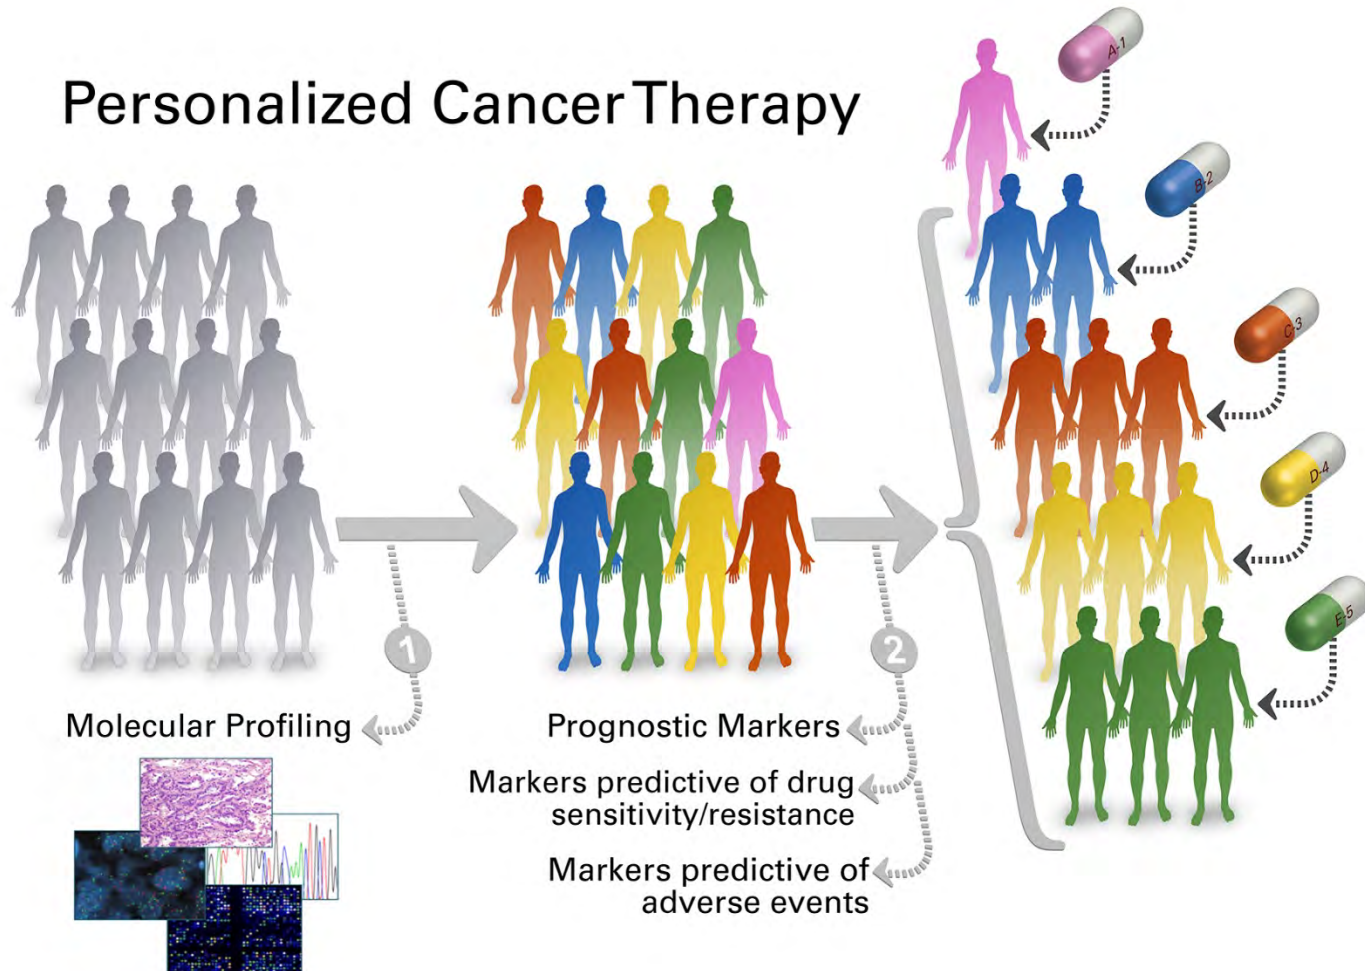 Personalized Cancer Therapy
A-1
B-2
C-3
D-4
E-5
1
2
Molecular Profiling
Prognostic Markers
Markers predictive of drug
sensitivity/resistance
Markers predictive of
adverse events